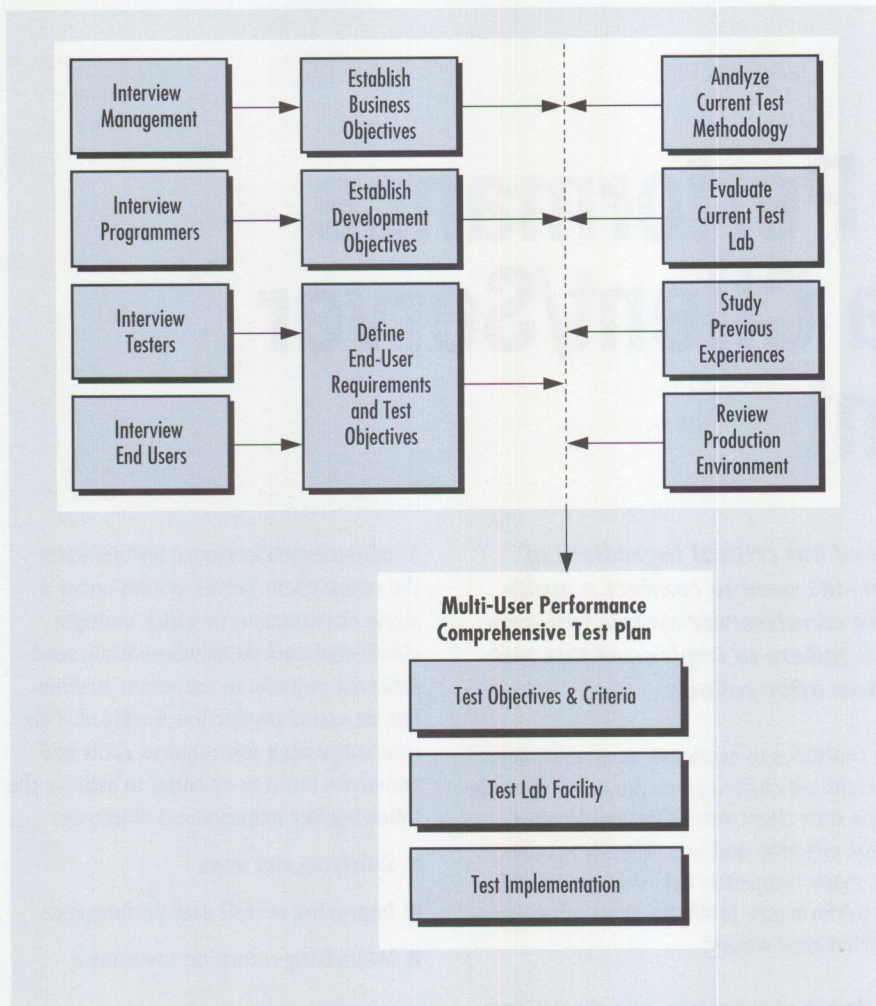 Interview
Management
Establish
Business
Objectives
Analyze
Current Test
Methodology
Interview
Programmers
Establish
Development
Objectives
Evaluate
Current Test
Lab
Interview
Testers
Define
End-User
Requirements
and Test
Objectives
Study
Previous
Experiences
Interview
End Users
Review
Production
Environment
Multi-User Performance
Comprehensive Test Plan
Test Objectives & Criteria
Test Lab Facility
Test Implementation